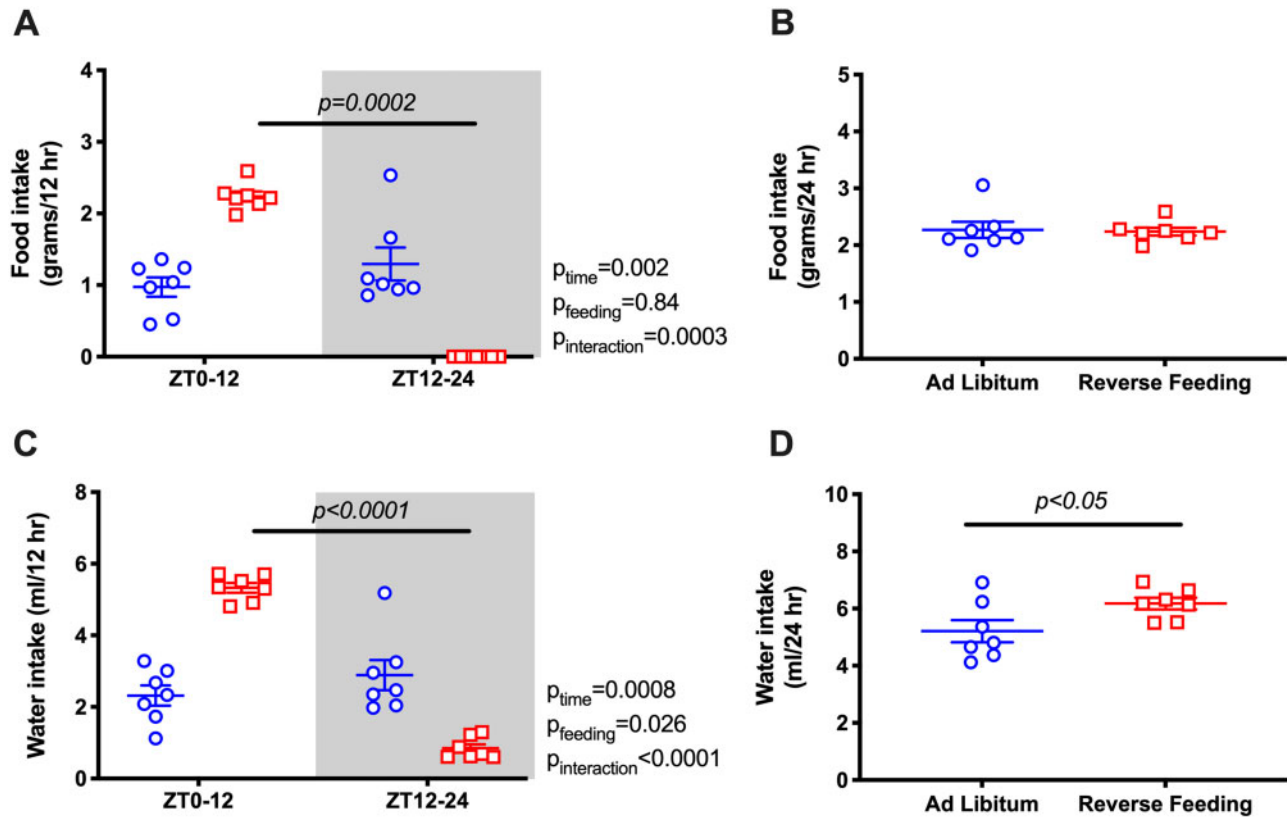 A
Food intake
(grams/12 hr)
4
3
2
1
0
p=0.0002
ptime=0.002
pfeeding=0.84
pinteraction=0.0003
ZT0-12
ZT12-24
B
Food intake
(grams/24 hr)
5
4
3
2
1
0
Ad Libitum
Reverse Feeding
C
Water intake (ml/12 hr)
8
6
4
2
0
p<0.0001
ptime=0.0008
pfeeding=0.026
pinteraction<0.0001
ZT0-12
ZT12-24
D
Water intake
(ml/24 hr)
10
8
6
4
2
0
p<0.05
Ad Libitum
Reverse Feeding